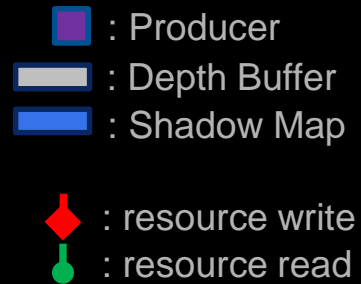 : Producer
: Depth Buffer
: Shadow Map
: resource write
: resource read